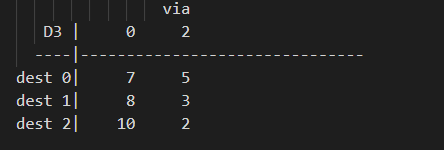 via
   D3 |    0     2
  ----|-----------------------------
dest 0|    7     5
dest 1|    8     3
dest 2|   10     2